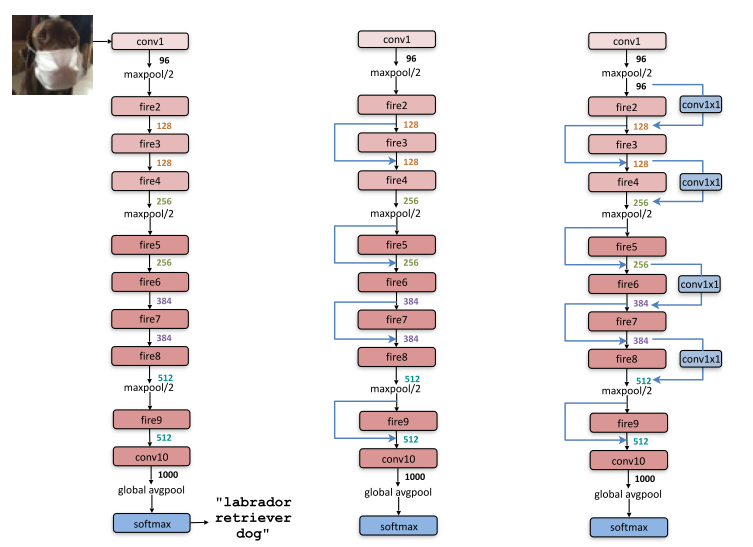 conv1
96
maxpool/2
fire2
128
fire3
128
fire4
256
maxpool/2
fire5
256
fire6
384
fire7
384
fire8
512
maxpool/2
fire9
512
conv10
1000
global avgpool
softmax
"labrador
retriever
dog"
conv1
96
maxpool/2
fire2
128
fire3
128
fire4
256
maxpool/2
fire5
256
fire6
384
fire7
384
fire8
512
maxpool/2
fire9
512
conv10
1000
global avgpool
softmax
conv1
96
maxpool/2
96
conv1x1
fire2
128
fire3
128
conv1x1
fire4
256
maxpool/2
fire5
256
conv1x1
fire6
384
fire7
384
conv1x1
fire8
512
maxpool/2
fire9
512
conv10
1000
global avgpool
softmax